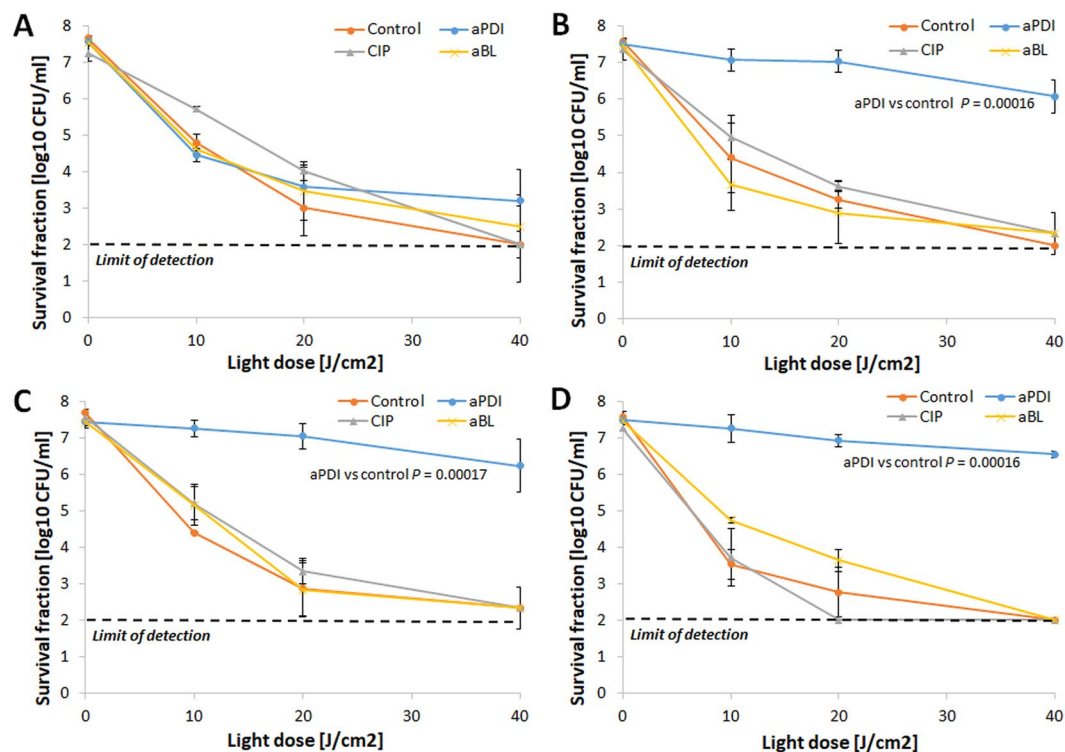 A
Control aPDI
CIP aBL
8
7
6
5
4
3
2
1
0
Survival fraction [log10 CFU/ml]
Limit of detection
0 10 20 30 40
Light dose [J/cm2]
B
Control aPDI
CIP aBL
8
7
6
5
4
3
2
1
0
Survival fraction [log10 CFU/ml]
aPDI vs control P = 0.00016
Limit of detection
0 10 20 30 40
Light dose [J/cm2]
C
Control aPDI
CIP aBL
8
7
6
5
4
3
2
1
0
Survival fraction [log10 CFU/ml]
aPDI vs control P = 0.00017
Limit of detection
0 10 20 30 40
Light dose [J/cm2]
D
Control aPDI
CIP aBL
8
7
6
5
4
3
2
1
0
Survival fraction [log10 CFU/ml]
aPDI vs control P = 0.00016
Limit of detection
0 10 20 30 40
Light dose [J/cm2]